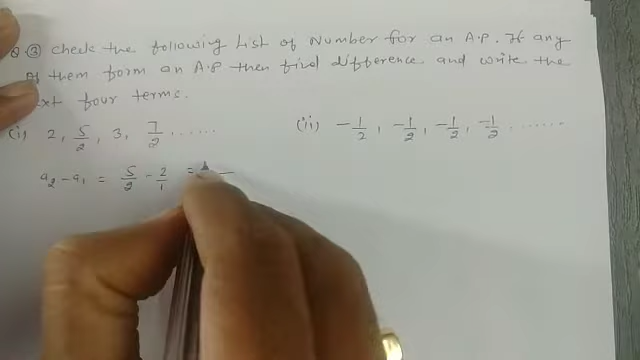 Q.③ check the following List of Number for an A.P. If any
of them form an A.P then find difference and write the
ext four terms.
(i) 2, 5/2, 3, 7/2, ...... (ii) -1/2, -1/2, -1/2, -1/2, ......
a₂ - a₁ = 5/2 - 2/1 =